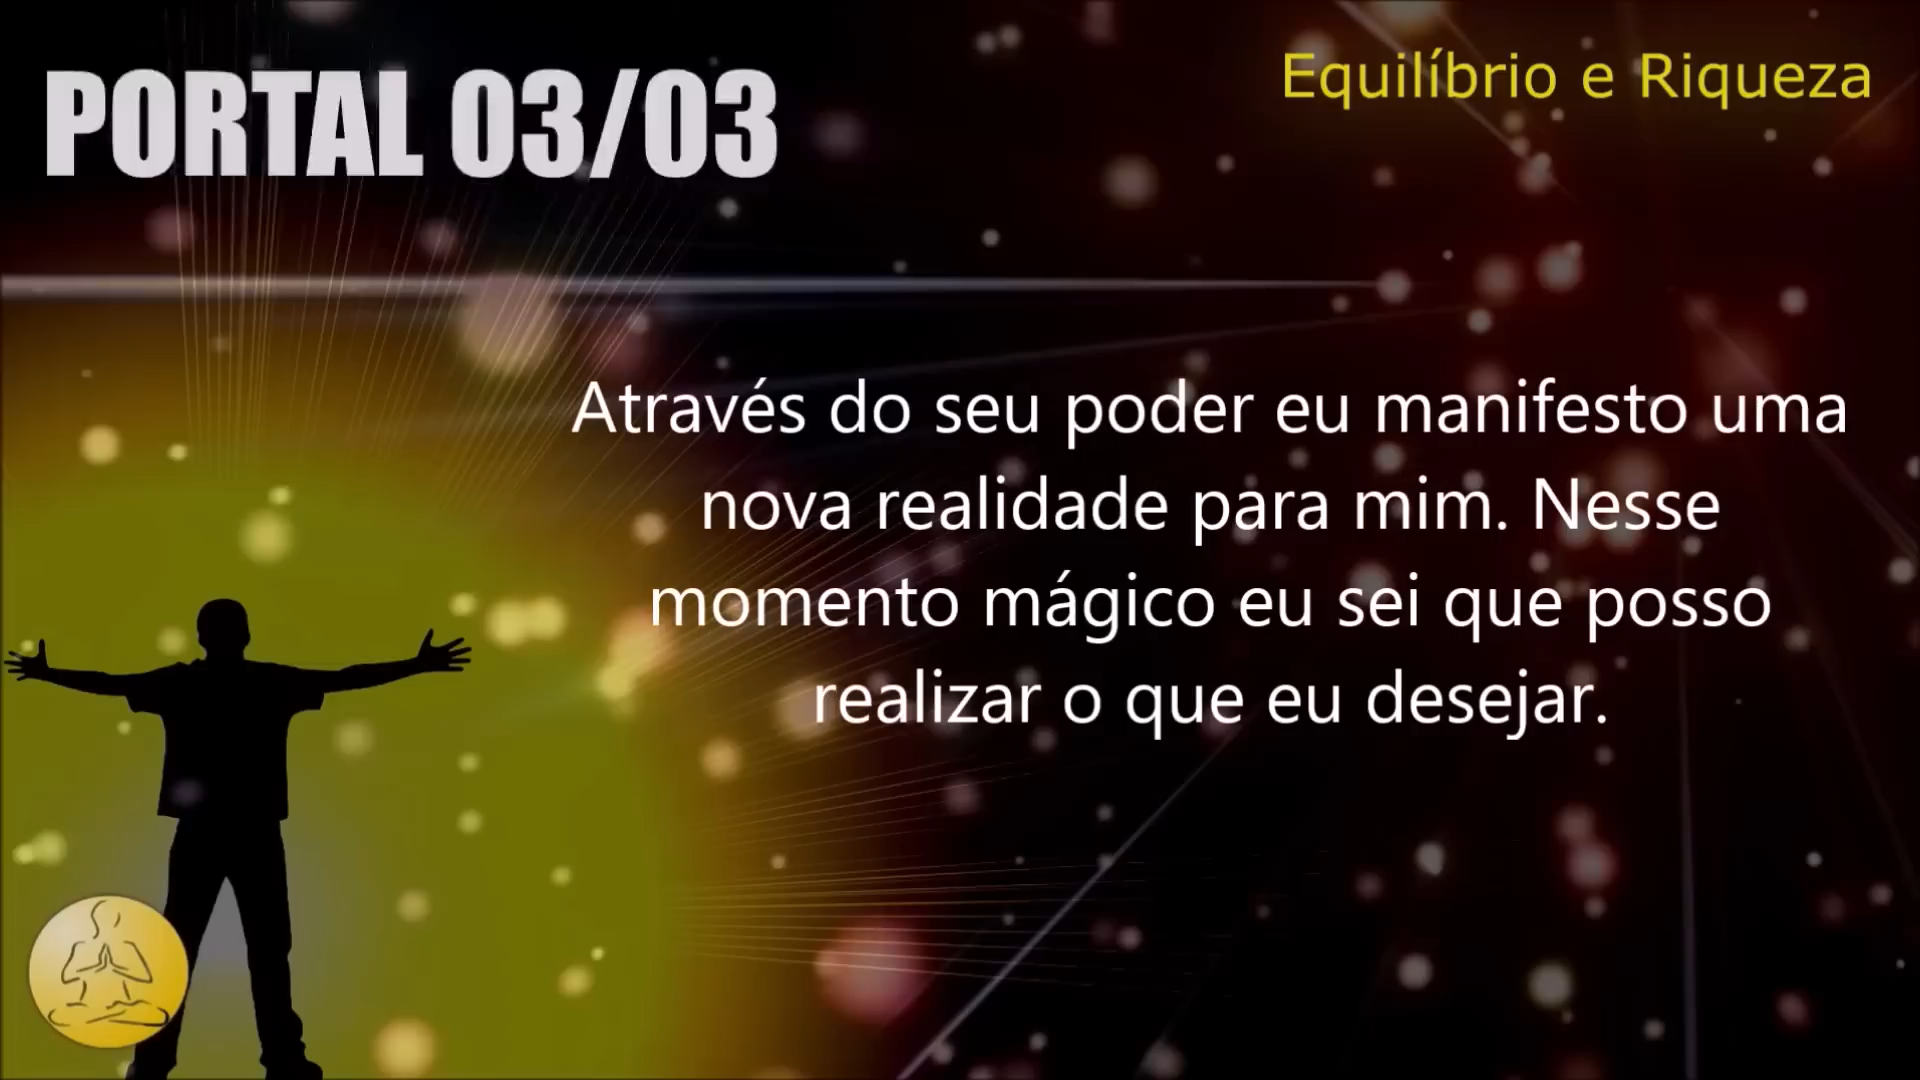 PORTAL 03/03
Equilíbrio e Riqueza
Através do seu poder eu manifesto uma
nova realidade para mim. Nesse
momento mágico eu sei que posso
realizar o que eu desejar.